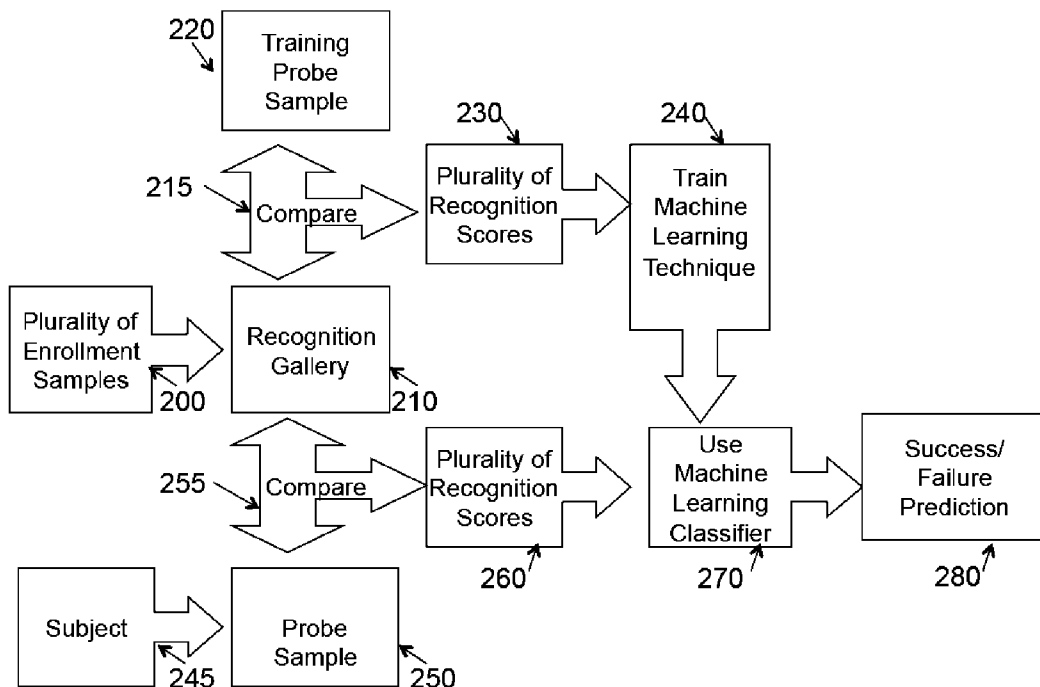 220
Training
Probe
Sample
230
240
215
Compare
Plurality of
Recognition
Scores
Train
Machine
Learning
Technique
Plurality of
Enrollment
Samples
200
Recognition
Gallery
210
255
Compare
Plurality of
Recognition
Scores
260
Use
Machine
Learning
Classifier
270
Success/
Failure
Prediction
280
Subject
245
Probe
Sample
250